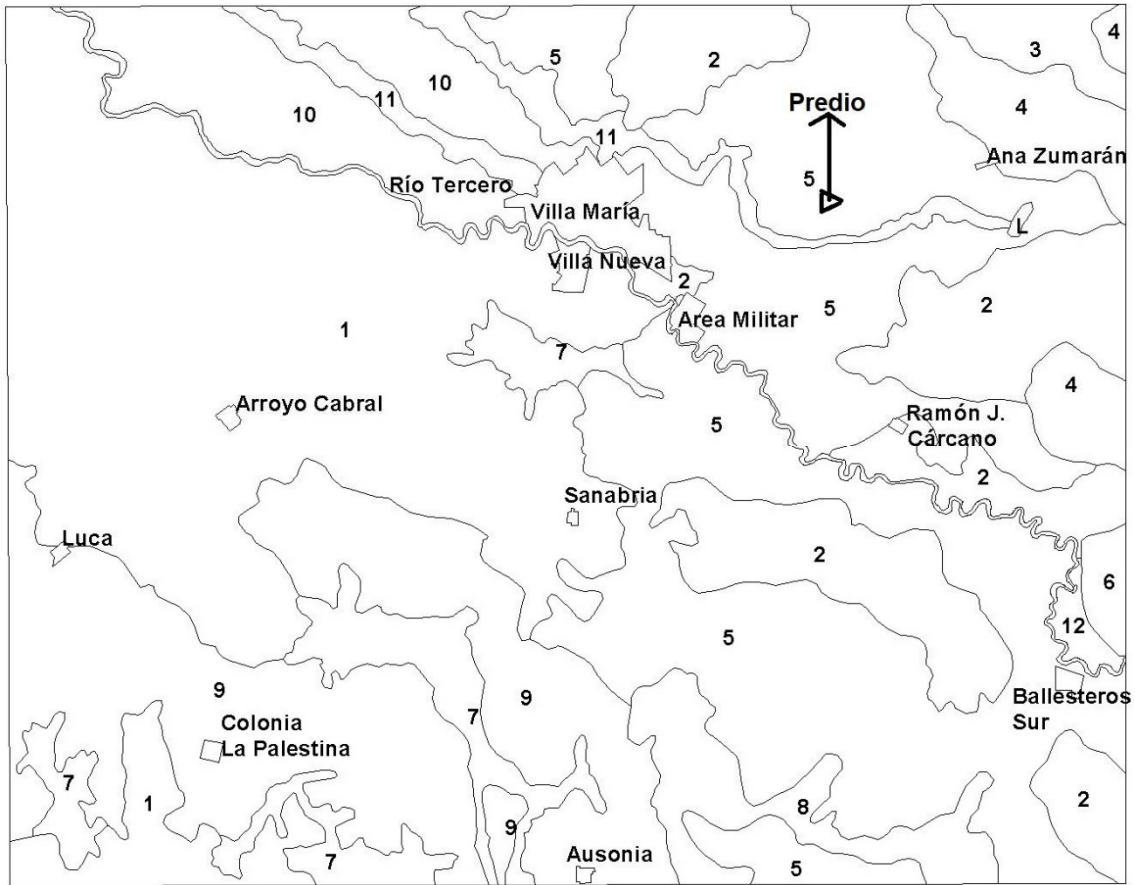 5
2
3
4
10
10
11
Predio
4
11
Ana Zumarán
5
Río Tercero
Villa María
L
Villa Nueva
2
5
2
Area Militar
1
7
4
Arroyo Cabral
5
Ramón J.
Cárcano
2
Sanabria
Luca
2
6
5
12
9
9
7
Ballesteros
Sur
Colonia
La Palestina
7
1
8
2
9
7
Ausonia
5